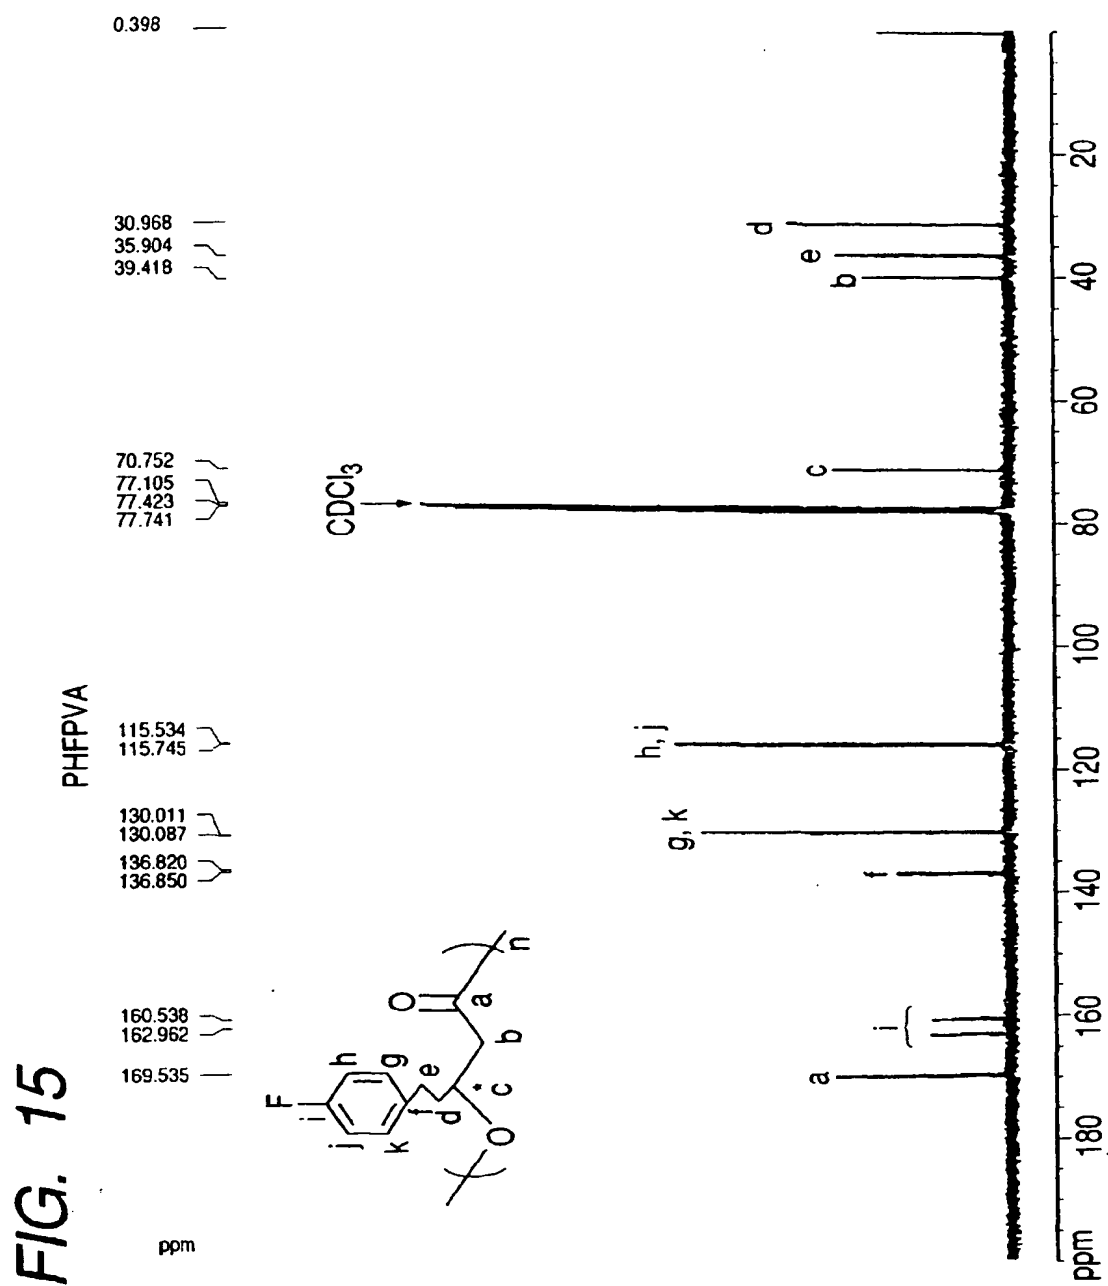 FIG. 15
PHFPVA
ppm
169.535
162.962
160.538
136.850
136.820
130.087
130.011
115.745
115.534
77.741
77.423
77.105
70.752
39.418
35.904
30.968
0.398
CDCl3
F
i
h
j
g
k
f
e
d
*
c
b
a
O
O
n
a
i
f
g, k
h, j
c
b
e
d
ppm
180
160
140
120
100
80
60
40
20